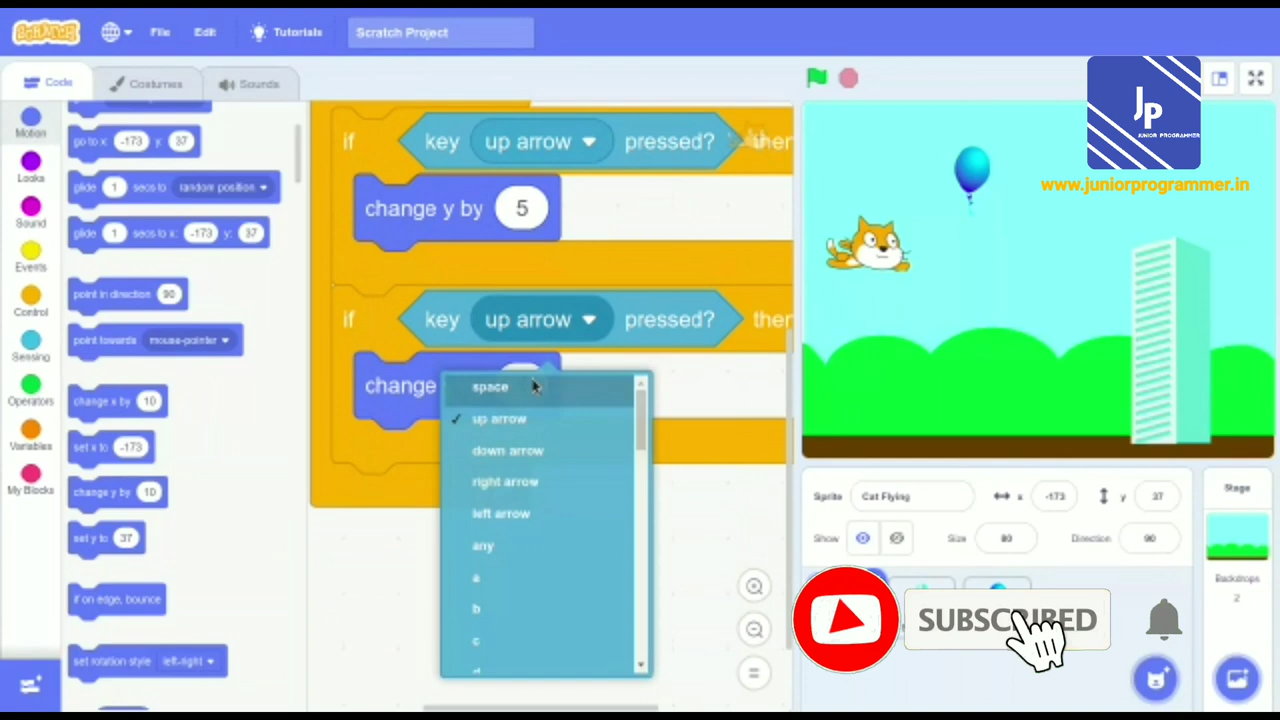 SCRATCH
File
Edit
Tutorials
Scratch Project
Code
Costumes
Sounds
Motion
Looks
Sound
Events
Control
Sensing
Operators
Variables
My Blocks
go to x: -173 y: 37
glide 1 secs to random position
glide 1 secs to x: -173 y: 37
point in direction 90
point towards mouse-pointer
change x by 10
set x to -173
change y by 10
set y to 37
if on edge, bounce
set rotation style left-right
if key up arrow pressed? then
change y by 5
if key up arrow pressed? then
change
space
✓ up arrow
down arrow
right arrow
left arrow
any
a
b
c
d
JP
JUNIOR PROGRAMMER
www.juniorprogrammer.in
Sprite Cat Flying x -173 y 37
Show Size 80 Direction 90
Stage
Backdrops
2
SUBSCRIBED